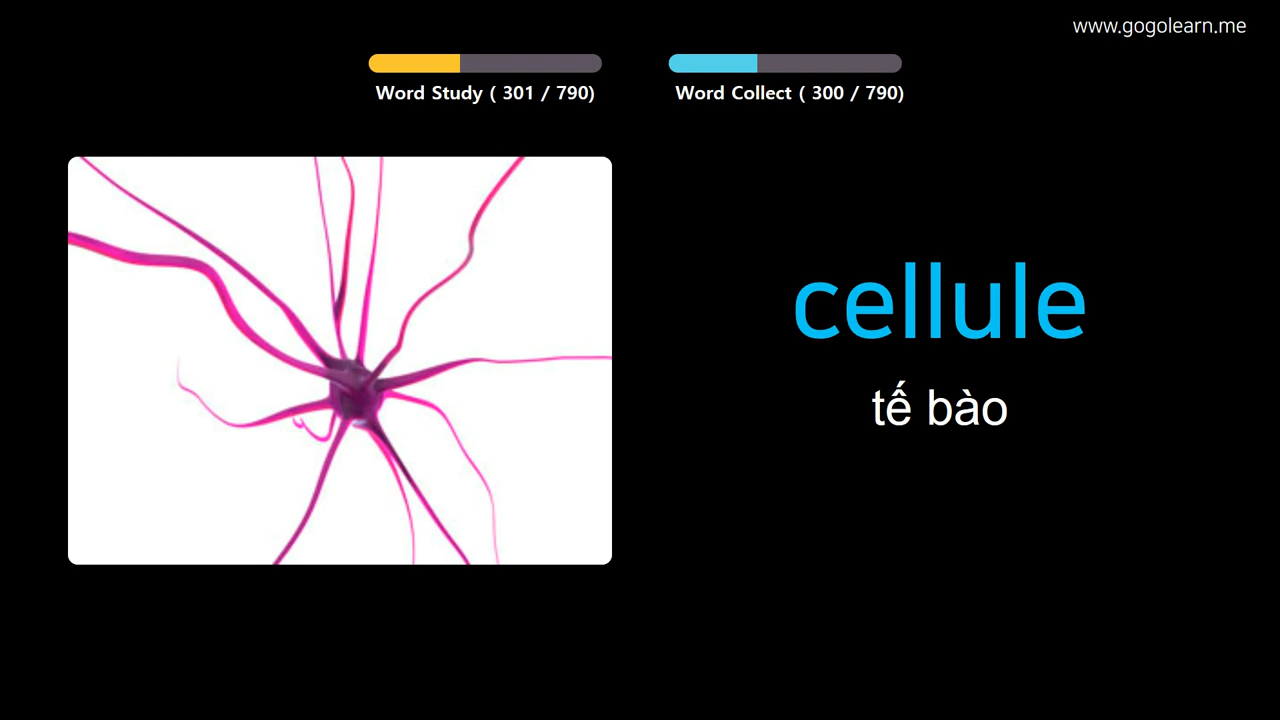 www.gogolearn.me
Word Study ( 301 / 790)
Word Collect ( 300 / 790)
cellule
tế bào